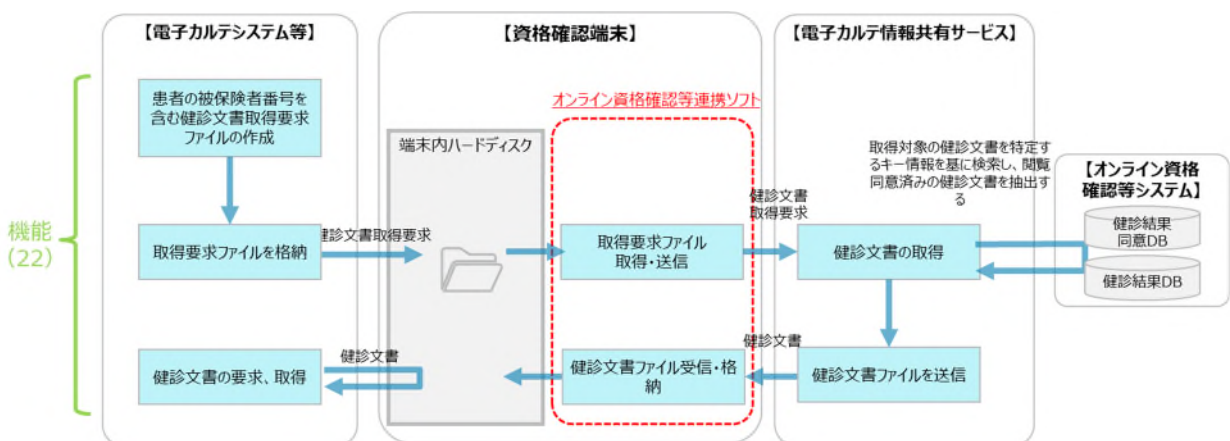 【電子カルテシステム等】
【資格確認端末】
【電子カルテ情報共有サービス】
患者の被保険者番号を
含む健診文書取得要求
ファイルの作成
オンライン資格確認等連携ソフト
端末内ハードディスク
取得対象の健診文書を特定す
るキー情報を基に検索し、閲覧
同意済みの健診文書を抽出す
る
【オンライン資格
確認等システム】
健診結果
同意DB
健診結果DB
機能
(22)
取得要求ファイルを格納
健診文書取得要求
取得要求ファイル
取得・送信
健診文書
取得要求
健診文書の取得
健診文書の要求、取得
健診文書
健診文書ファイル受信・格
納
健診文書
健診文書ファイルを送信